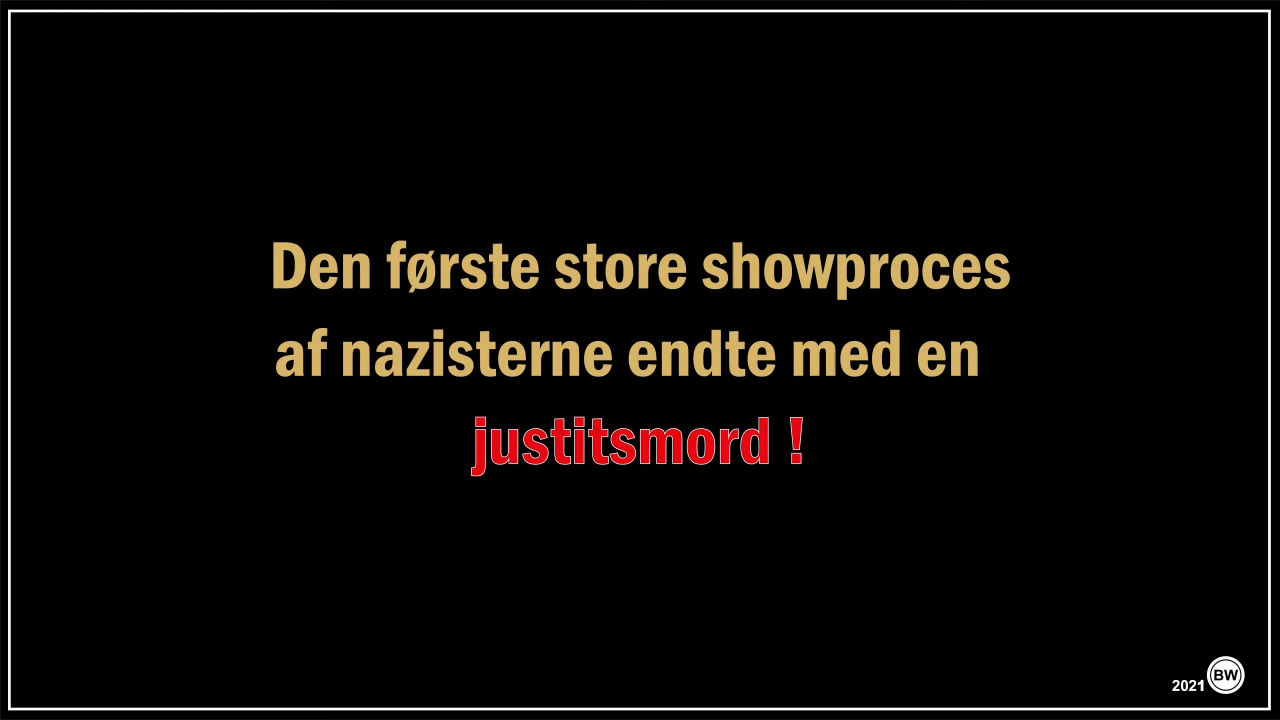 Den første store showproces
af nazisterne endte med en
justitsmord !
2021 BW